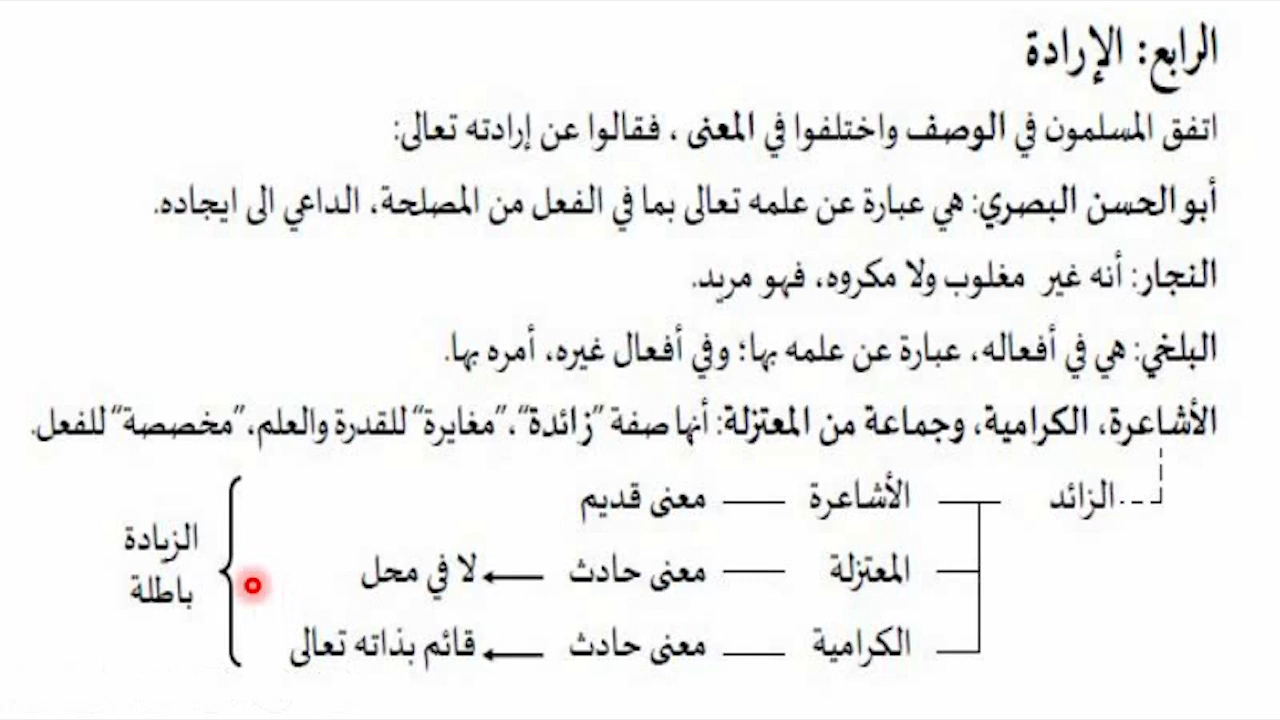 الرابع: الإرادة
اتفق المسلمون في الوصف واختلفوا في المعنى ، فقالوا عن إرادته تعالى:
أبو الحسن البصري: هي عبارة عن علمه تعالى بما في الفعل من المصلحة، الداعي الى ايجاده.
النجار: أنه غير مغلوب ولا مكروه، فهو مريد.
البلخي: هي في أفعاله، عبارة عن علمه بها؛ وفي أفعال غيره، أمره بها.
الأشاعرة، الكرامية، وجماعة من المعتزلة: أنها صفة "زائدة"، "مغايرة" للقدرة والعلم، "مخصصة" للفعل.
الزائد
الأشاعرة معنى قديم
المعتزلة معنى حادث لا في محل
الكرامية معنى حادث قائم بذاته تعالى
الزيادة
باطلة